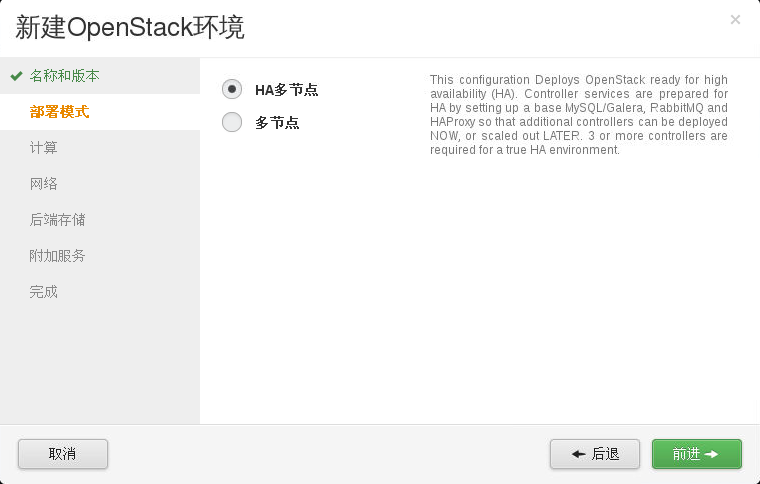 新建OpenStack环境
×
名称和版本
部署模式
计算
网络
后端存储
附加服务
完成
HA多节点
多节点
This configuration Deploys OpenStack ready for high
availability (HA). Controller services are prepared for
HA by setting up a base MySQL/Galera, RabbitMQ and
HAProxy so that additional controllers can be deployed
NOW, or scaled out LATER. 3 or more controllers are
required for a true HA environment.
取消
后退
前进